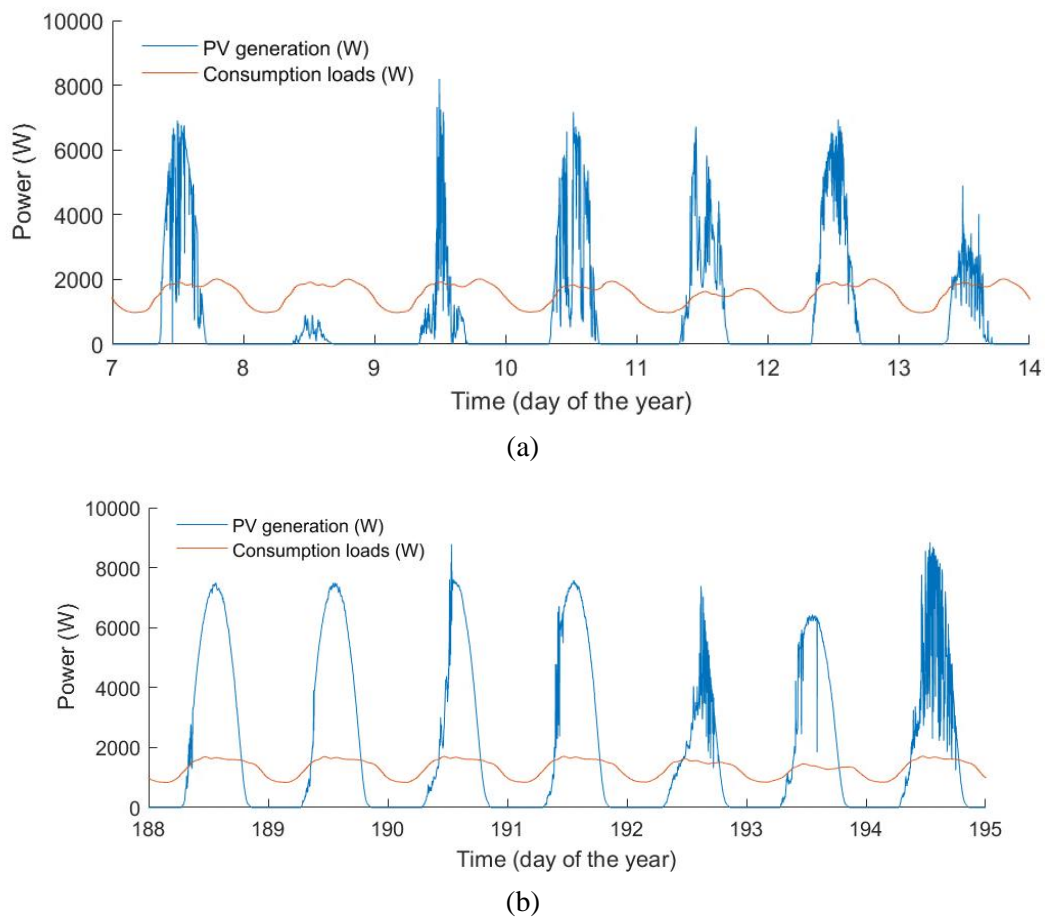 10000
PV generation (W)
8000
Consumption loads (W)
6000
Power (W)
4000
2000
0
7 8 9 10 11 12 13 14
Time (day of the year)
(a)
10000
PV generation (W)
8000
Consumption loads (W)
6000
Power (W)
4000
2000
0
188 189 190 191 192 193 194 195
Time (day of the year)
(b)